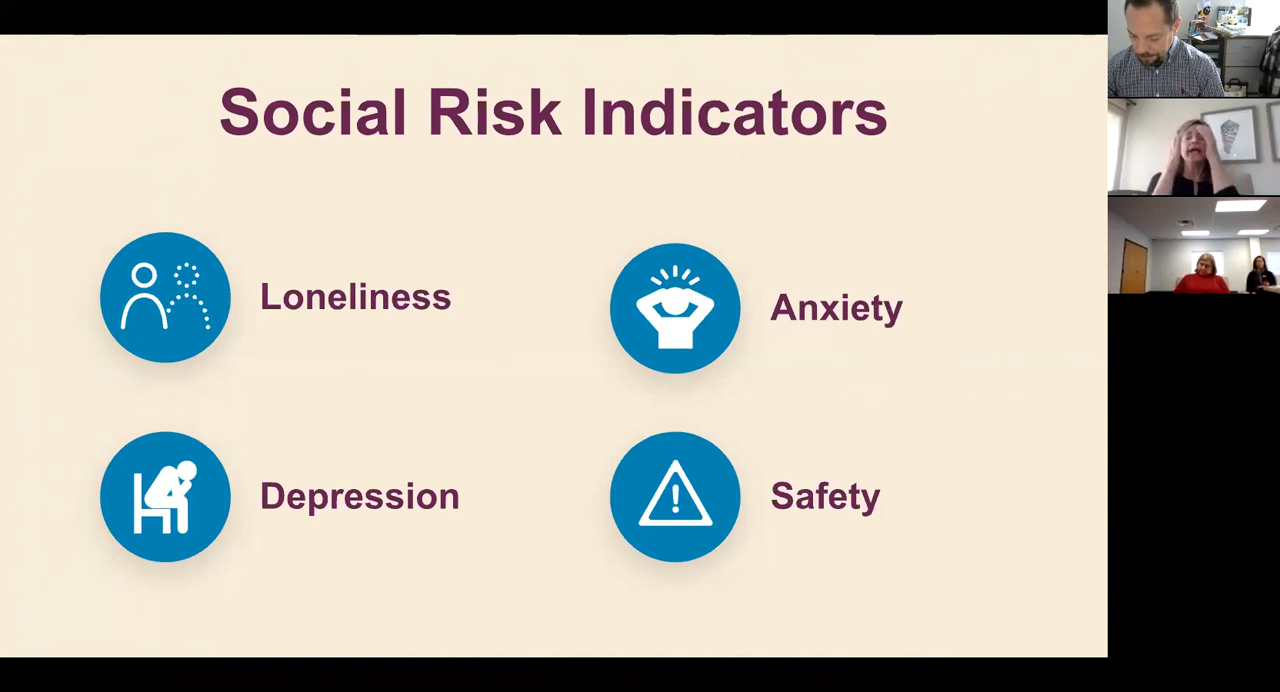 Social Risk Indicators
Loneliness
Anxiety
Depression
Safety